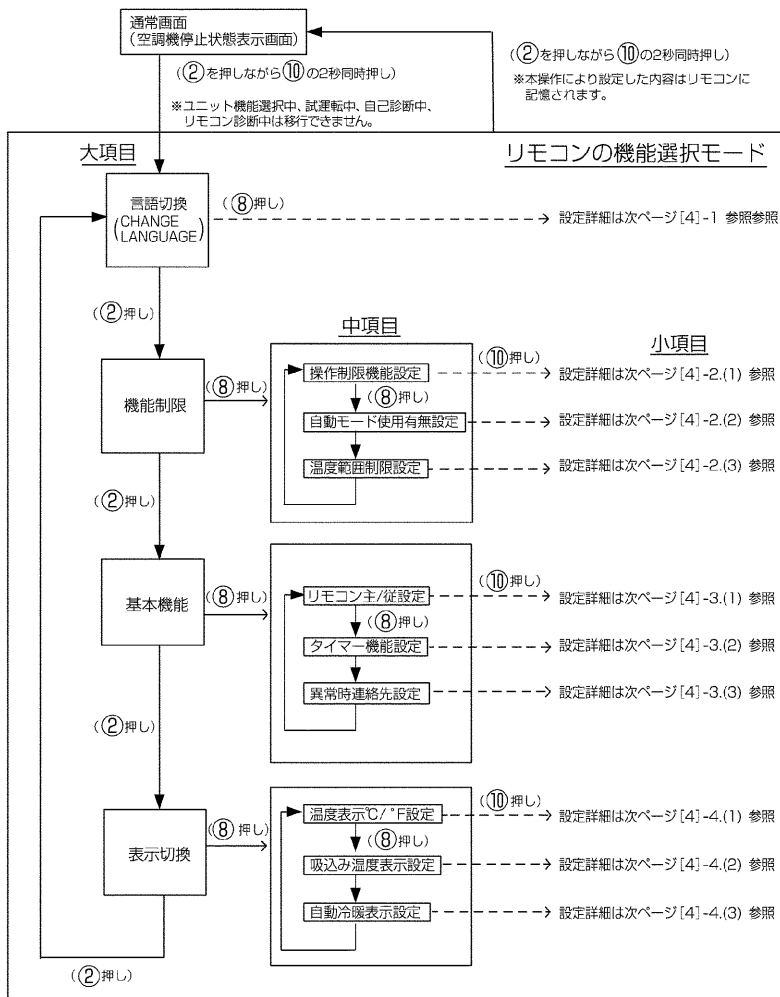 通常画面
(空調機停止状態表示画面)
(②を押しながら⑩の2秒同時押し)
※ユニット機能選択中、試運転中、自己診断中、
リモコン診断中は移行できません。
(②を押しながら⑩の2秒同時押し)
※本操作により設定した内容はリモコンに
記憶されます。
大項目
リモコンの機能選択モード
言語切換
(CHANGE
LANGUAGE)
(⑧押し)
設定詳細は次ページ[4]-1 参照参照
(②押し)
中項目
小項目
機能制限
(⑧押し)
操作制限機能設定
(⑩押し)
設定詳細は次ページ[4]-2.(1) 参照
(⑧押し)
自動モード使用有無設定
設定詳細は次ページ[4]-2.(2) 参照
温度範囲制限設定
設定詳細は次ページ[4]-2.(3) 参照
(②押し)
基本機能
(⑧押し)
リモコン主/従設定
(⑩押し)
設定詳細は次ページ[4]-3.(1) 参照
(⑧押し)
タイマー機能設定
設定詳細は次ページ[4]-3.(2) 参照
異常時連絡先設定
設定詳細は次ページ[4]-3.(3) 参照
(②押し)
表示切換
(⑧押し)
温度表示℃/°F設定
(⑩押し)
設定詳細は次ページ[4]-4.(1) 参照
(⑧押し)
吸込み温度表示設定
設定詳細は次ページ[4]-4.(2) 参照
自動冷暖表示設定
設定詳細は次ページ[4]-4.(3) 参照
(②押し)